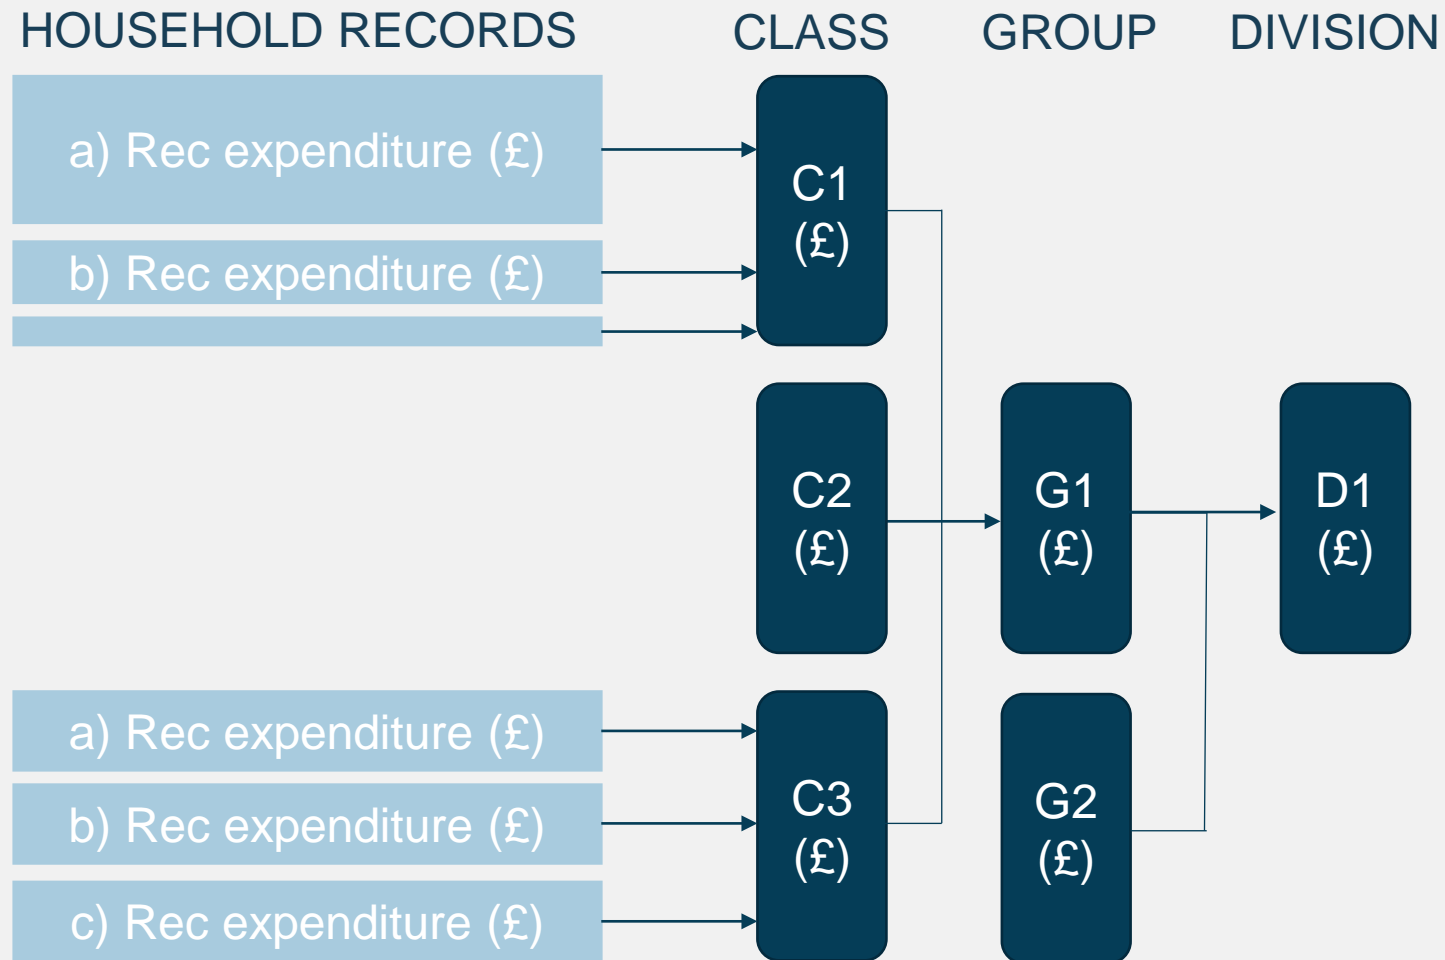 HOUSEHOLD RECORDS CLASS GROUP DIVISION
a) Rec expenditure (£)
b) Rec expenditure (£)
C1
(£)
C2
(£)
G1
(£)
D1
(£)
a) Rec expenditure (£)
b) Rec expenditure (£)
c) Rec expenditure (£)
C3
(£)
G2
(£)